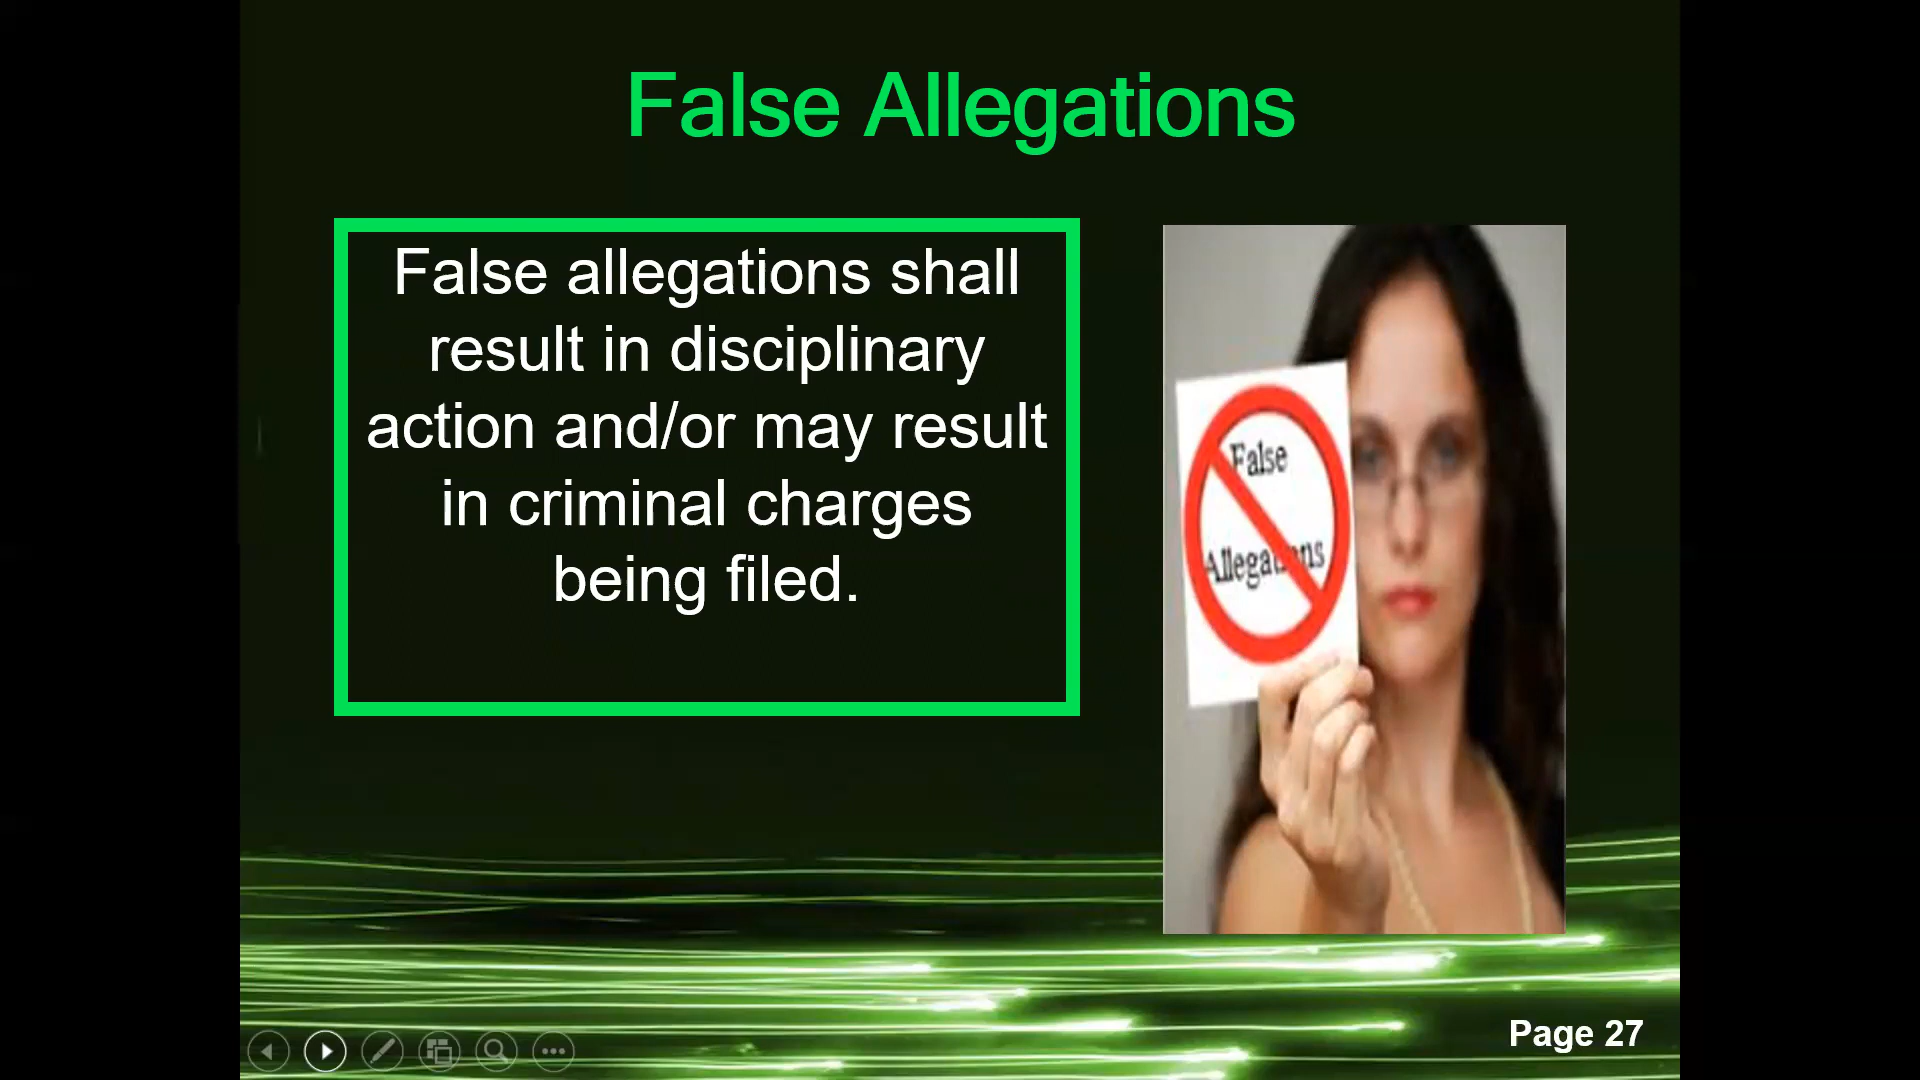 False Allegations
False allegations shall
result in disciplinary
action and/or may result
in criminal charges
being filed.
False
Allegations
Page 27